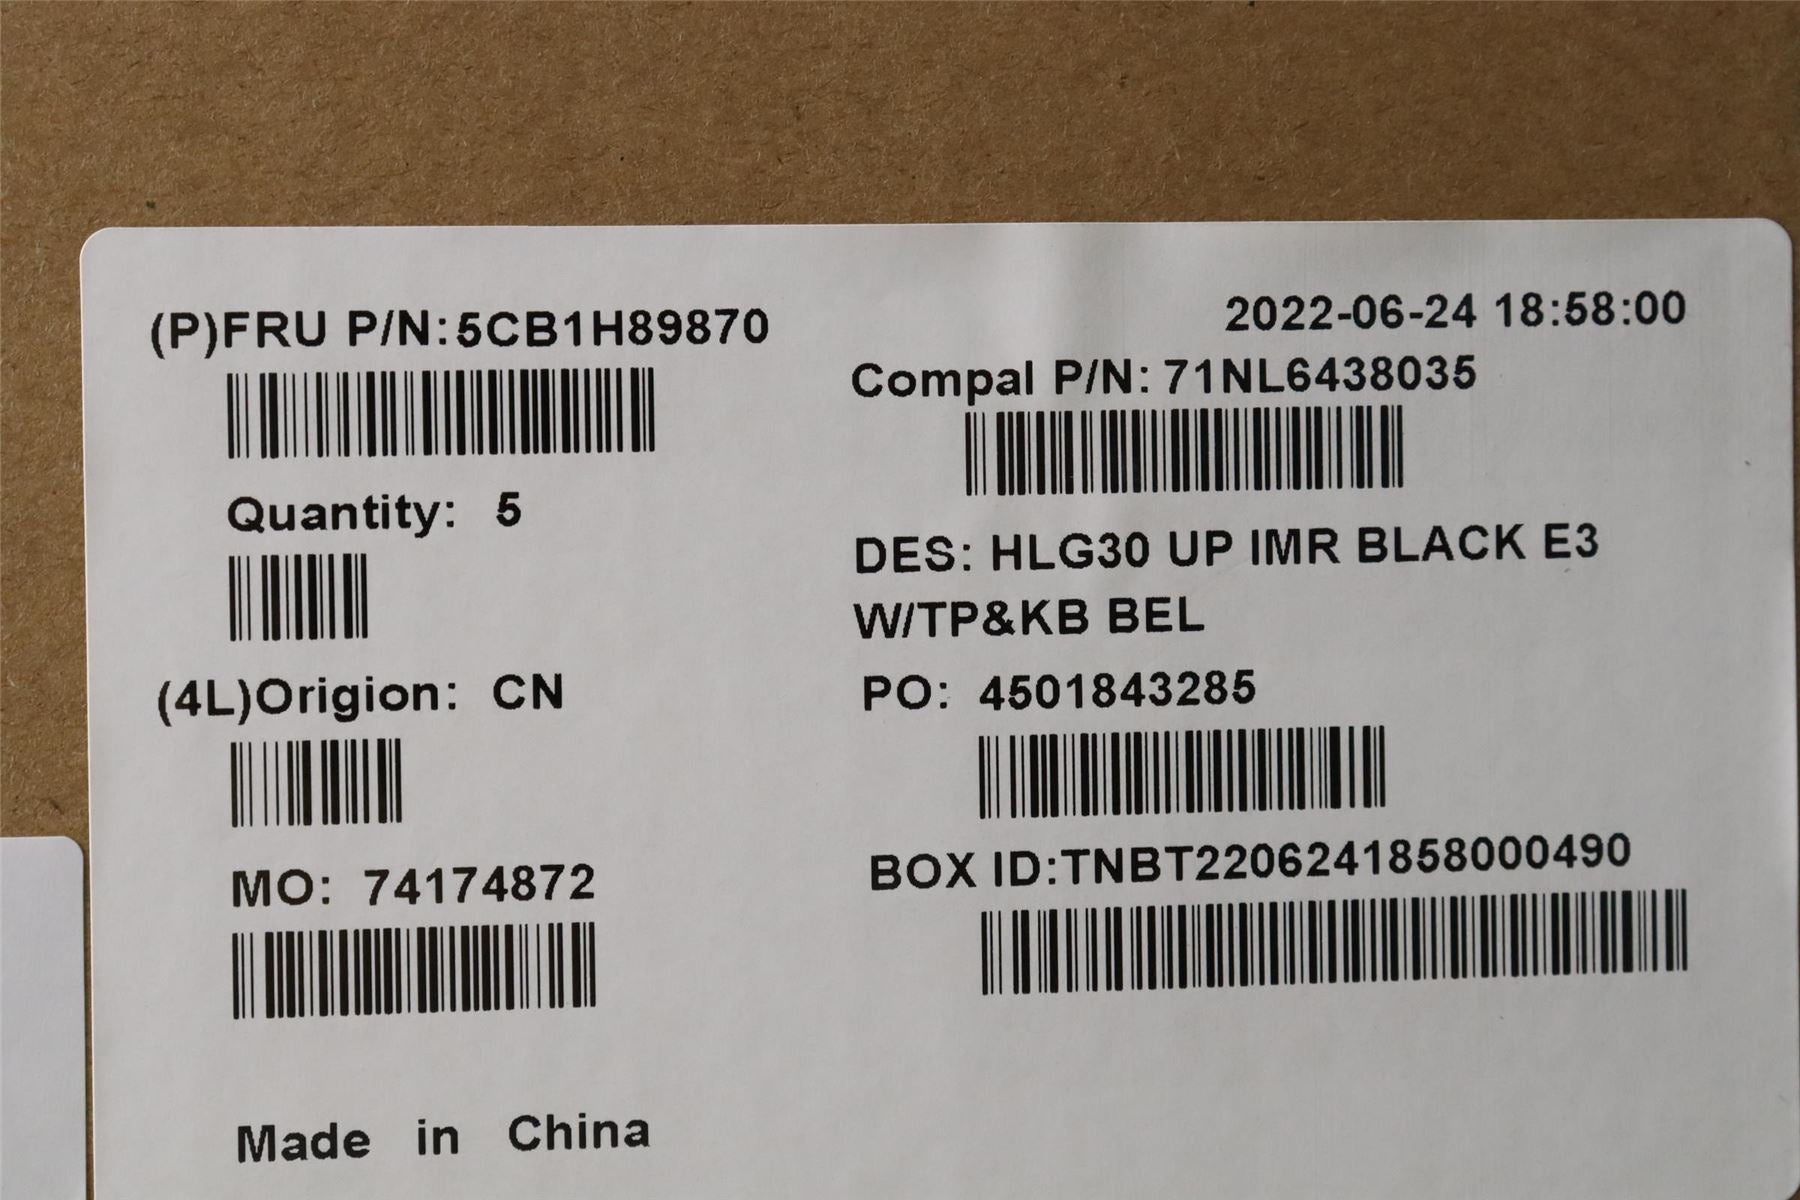 (P)FRU P/N:5CB1H89870
Quantity: 5
(4L)Origion: CN
MO: 74174872
Made in China
2022-06-24 18:58:00
Compal P/N: 71NL6438035
DES: HLG30 UP IMR BLACK E3
W/TP&KB BEL
PO: 4501843285
BOX ID:TNBT2206241858000490